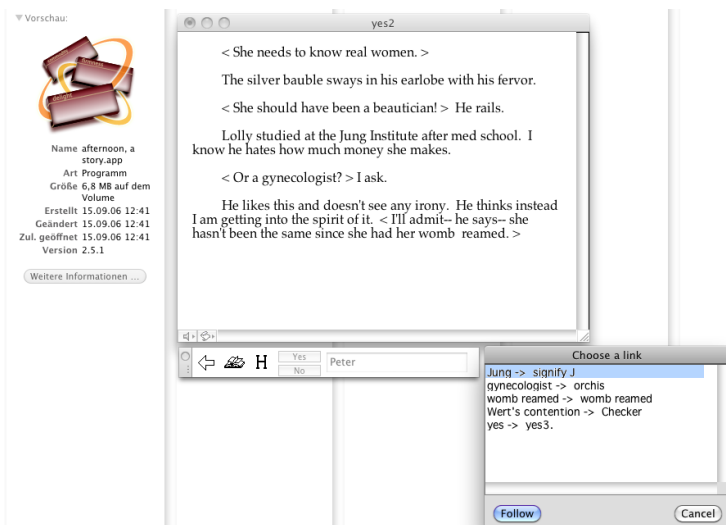 Vorschau:
Name afternoon, a
story.app
Art Programm
Größe 6,8 MB auf dem
Volume
Erstellt 15.09.06 12:41
Geändert 15.09.06 12:41
Zul. geöffnet 15.09.06 12:41
Version 2.5.1
Weitere Informationen ...
yes2
< She needs to know real women. >
The silver bauble sways in his earlobe with his fervor.
< She should have been a beautician! > He rails.
Lolly studied at the Jung Institute after med school. I
know he hates how much money she makes.
< Or a gynecologist? > I ask.
He likes this and doesn't see any irony. He thinks instead
I am getting into the spirit of it. < I'll admit-- he says-- she
hasn't been the same since she had her womb reamed. >
H
Yes
No
Peter
Choose a link
Jung -> signify J
gynecologist -> orchis
womb reamed -> womb reamed
Wert's contention -> Checker
yes -> yes3.
Follow
Cancel